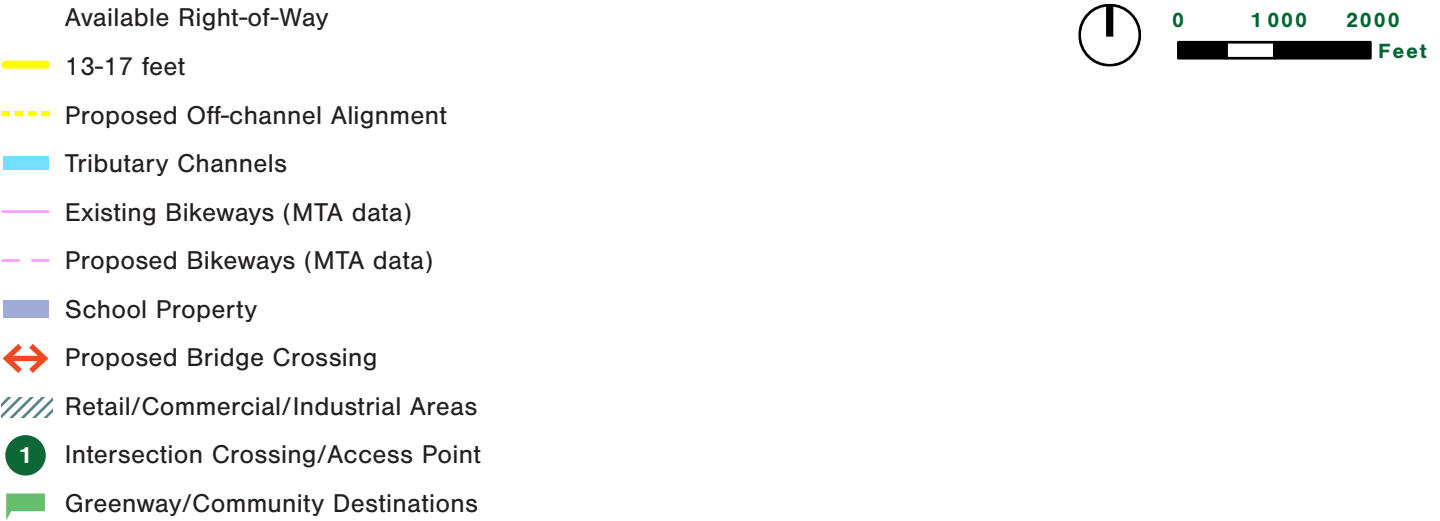 Available Right-of-Way
13-17 feet
Proposed Off-channel Alignment
Tributary Channels
Existing Bikeways (MTA data)
Proposed Bikeways (MTA data)
School Property
Proposed Bridge Crossing
Retail/Commercial/Industrial Areas
1 Intersection Crossing/Access Point
Greenway/Community Destinations
0 1000 2000
Feet